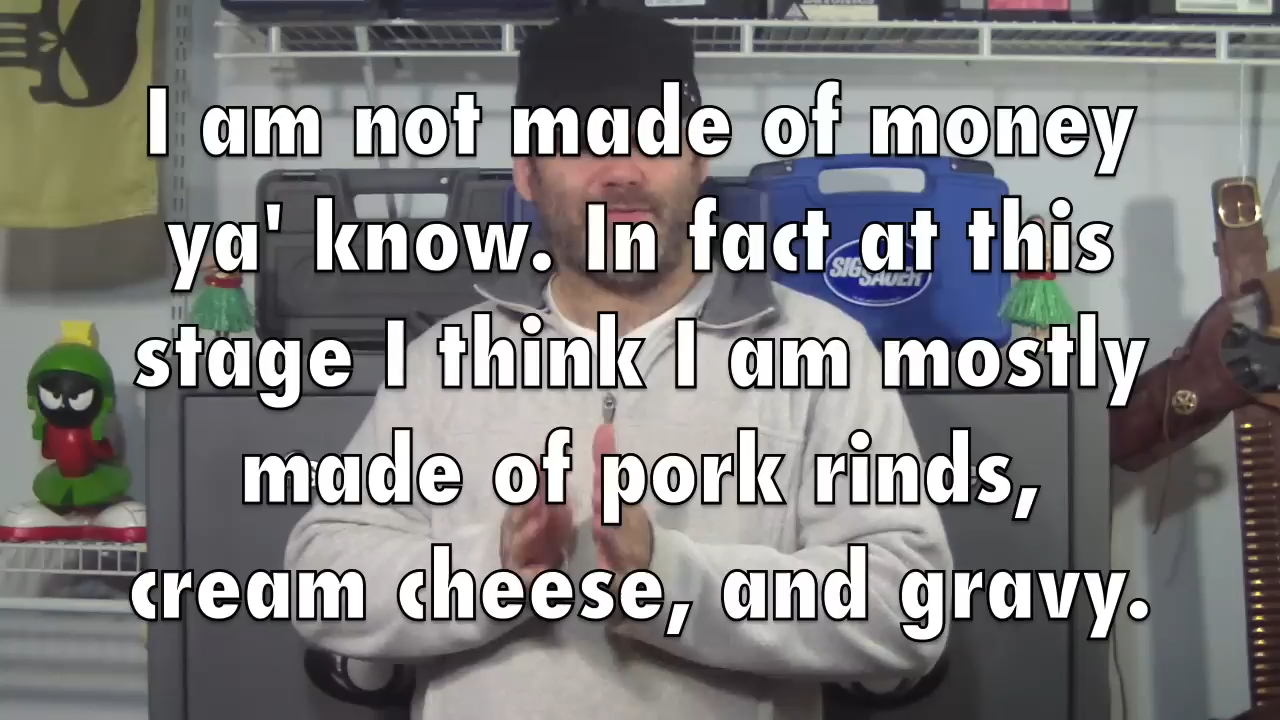 I am not made of money
ya' know. In fact at this
stage I think I am mostly
made of pork rinds,
cream cheese, and gravy.
SIG SAUER